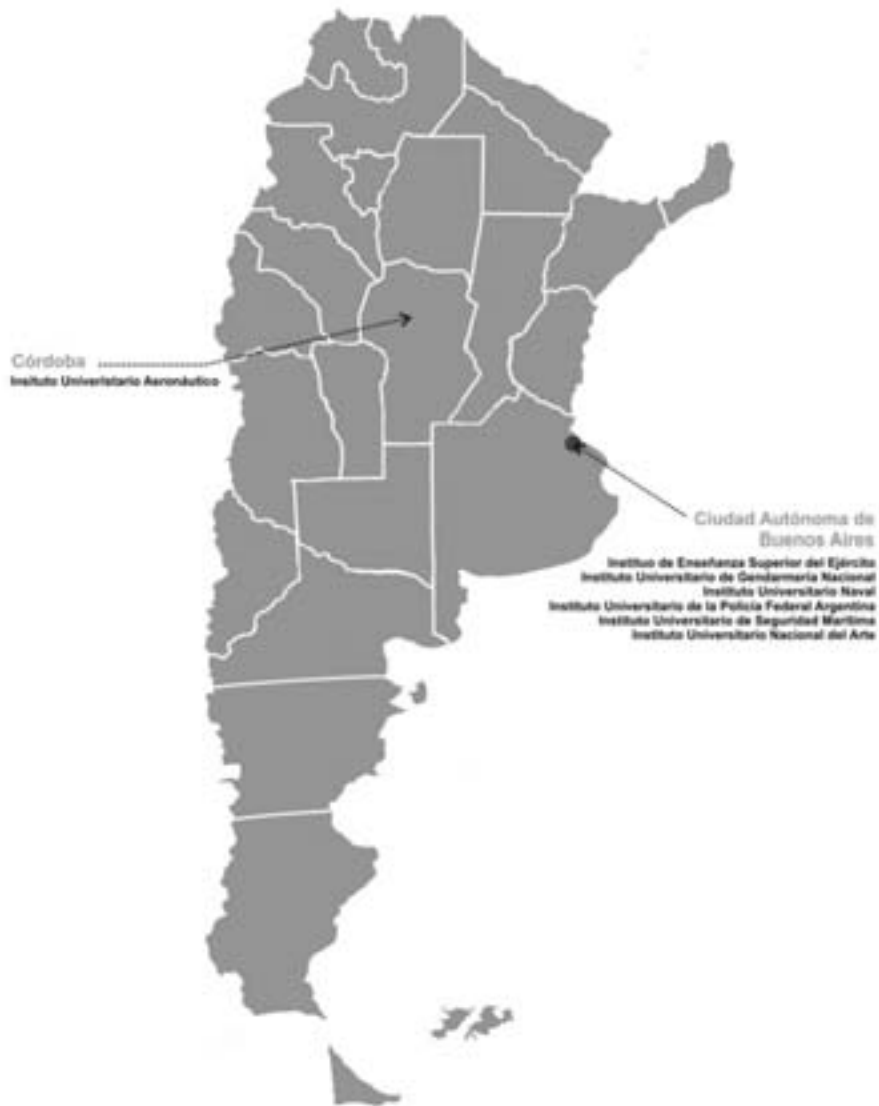 Córdoba
Insituto Univeristario Aeronáutico
Ciudad Autónoma de
Buenos Aires
Instituo de Enseñanza Superior del Ejército
Instituto Universitario de Gendarmería Nacional
Instituto Universitario Naval
Instituto Universitario de la Policía Federal Argentina
Instituto Universitario de Seguridad Marítima
Instituto Universitario Nacional del Arte